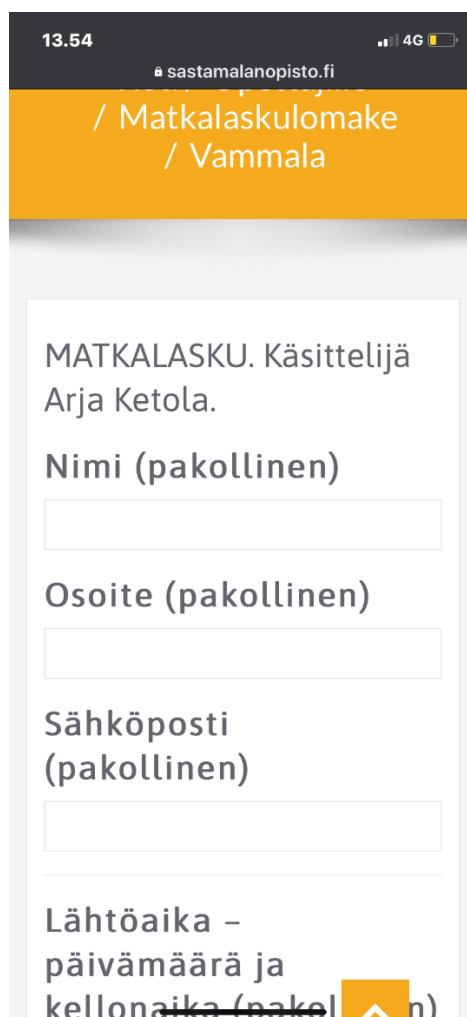 13.54
4G
sastamalanopisto.fi
/ Matkalaskulomake
/ Vammala
MATKALASKU. Käsittelijä
Arja Ketola.
Nimi (pakollinen)
Osoite (pakollinen)
Sähköposti
(pakollinen)
Lähtöaika –
päivämäärä ja
kellonaika